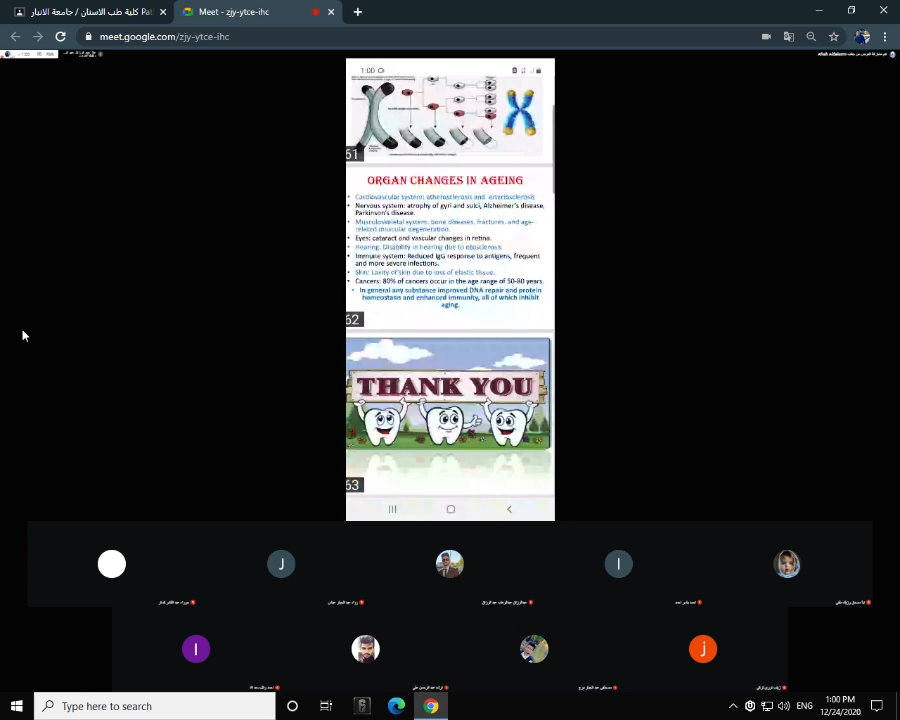 كلية طب الاسنان / جامعة الانبار Pat
Meet - zjy-ytce-ihc
meet.google.com/zjy-ytce-ihc
1:00
61
ORGAN CHANGES IN AGEING
• Cardiovascular system: atherosclerosis and arteriosclerosis
• Nervous system: atrophy of gyri and sulci, Alzheimer's disease,
Parkinson's disease.
• Musculoskeletal system: bone diseases, fractures, and age-
related muscular degeneration.
• Eyes: cataract and vascular changes in retina.
• Hearing: Disability in hearing due to otosclerosis
• Immune system: Reduced IgG response to antigens, frequent
and more severe infections.
• Skin: Laxity of skin due to loss of elastic tissue.
• Cancers: 80% of cancers occur in the age range of 50-80 years.
• In general any substance improved DNA repair and protein
homeostasis and enhanced immunity, all of which inhibit
aging.
62
THANK YOU
63
J
I
I
j
Type here to search
ENG
1:00 PM
12/24/2020